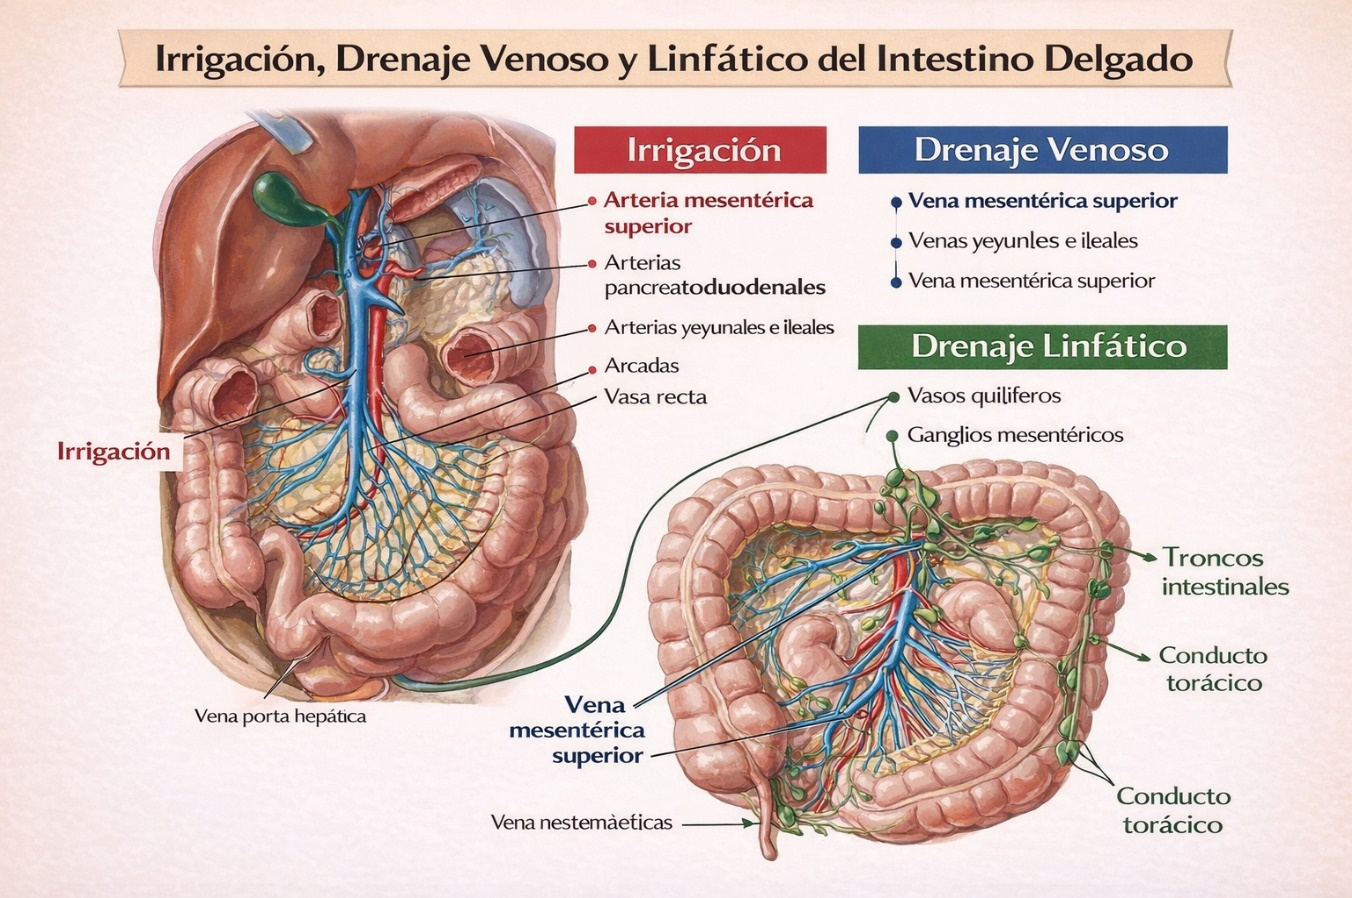 Irrigación, Drenaje Venoso y Linfático del Intestino Delgado
Irrigación
Arteria mesentérica
superior
Arterias
pancreatoduodenales
Arterias yeyunales e ileales
Arcadas
Vasa recta
Drenaje Venoso
Vena mesentérica superior
Venas yeyunles e ileales
Vena mesentérica superior
Drenaje Linfático
Vasos quiliferos
Ganglios mesentéricos
Irrigación
Vena porta hepática
Troncos
intestinales
Conducto
torácico
Vena
mesentérica
superior
Conducto
torácico
Vena nestemàeticas